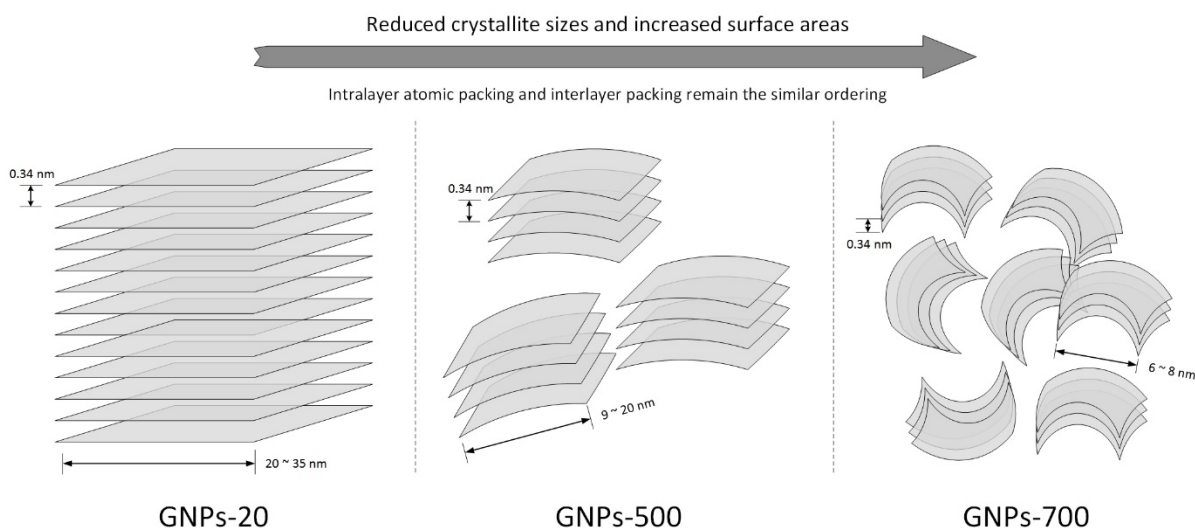 Reduced crystallite sizes and increased surface areas
Intralayer atomic packing and interlayer packing remain the similar ordering
0.34 nm
20 ~ 35 nm
GNPs-20
0.34 nm
9 ~ 20 nm
GNPs-500
0.34 nm
6 ~ 8 nm
GNPs-700